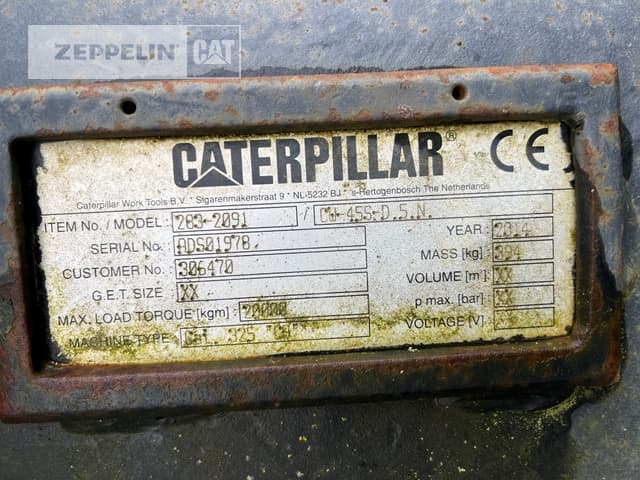 ZEPPELIN CAT
CATERPILLAR® CE
Caterpillar Work Tools B.V. * Sigarenmakerstraat 9 * NL-5232 BJ * 's-Hertogenbosch The Netherlands
ITEM No. / MODEL : 283-2091 / CW-45S-D.5.N.
SERIAL No. : ADS01978 YEAR : 2014
CUSTOMER No. : 306470 MASS [kg] : 394
G.E.T. SIZE : XX VOLUME [m³] : XX
MAX. LOAD TORQUE [kgm] : 20000 p max. [bar] : XX
MACHINE TYPE : 325 VOLTAGE [V] :